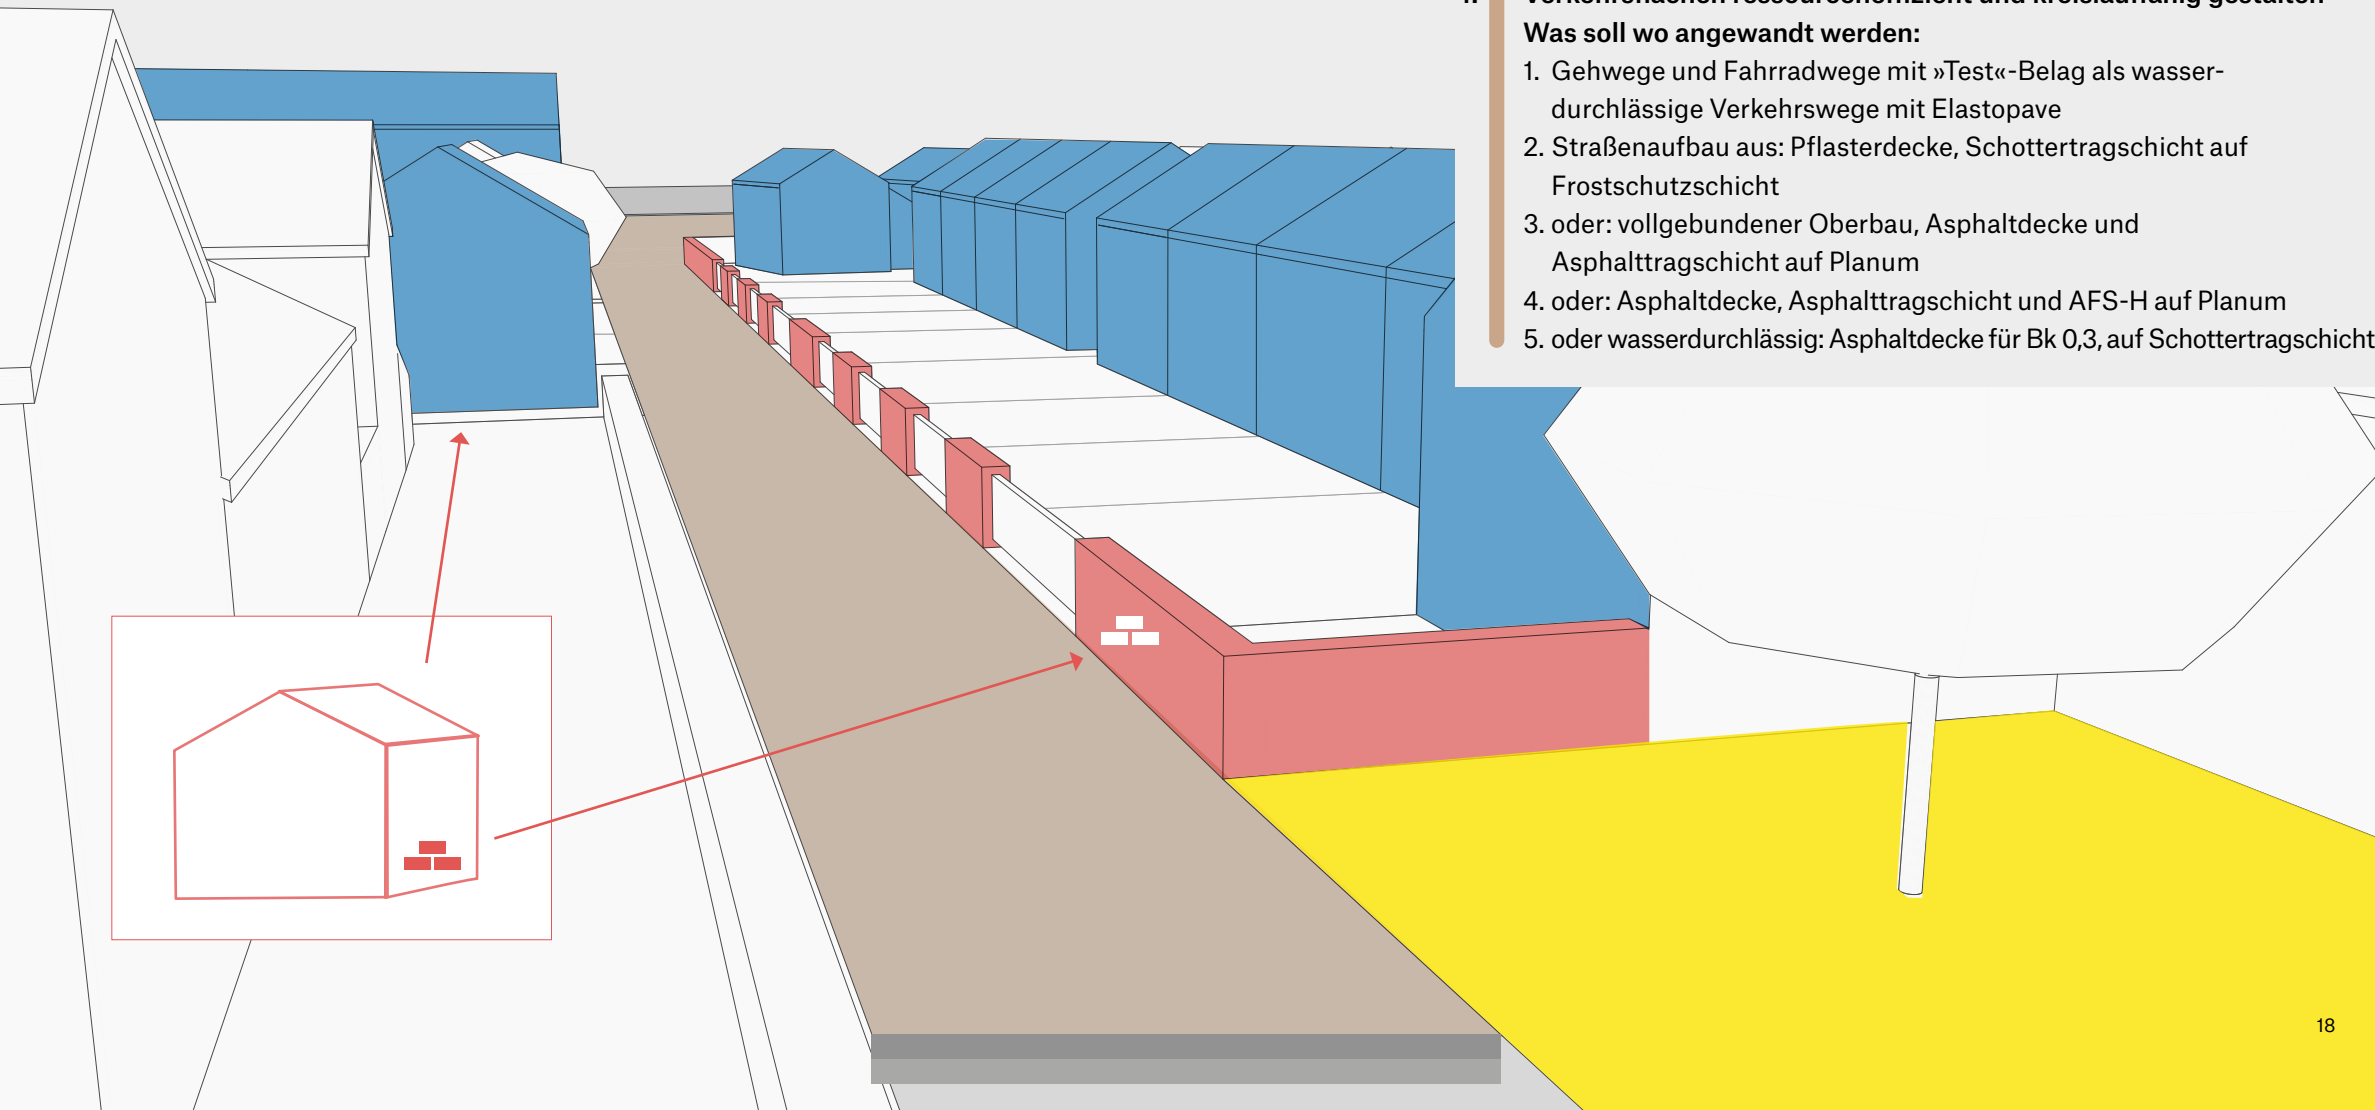 Was soll wo angewandt werden:
1. Gehwege und Fahrradwege mit »Test«-Belag als wasser-
durchlässige Verkehrswege mit Elastopave
2. Straßenaufbau aus: Pflasterdecke, Schottertragschicht auf
Frostschutzschicht
3. oder: vollgebundener Oberbau, Asphaltdecke und
Asphalttragschicht auf Planum
4. oder: Asphaltdecke, Asphalttragschicht und AFS-H auf Planum
5. oder wasserdurchlässig: Asphaltdecke für Bk 0,3, auf Schottertragschicht
18